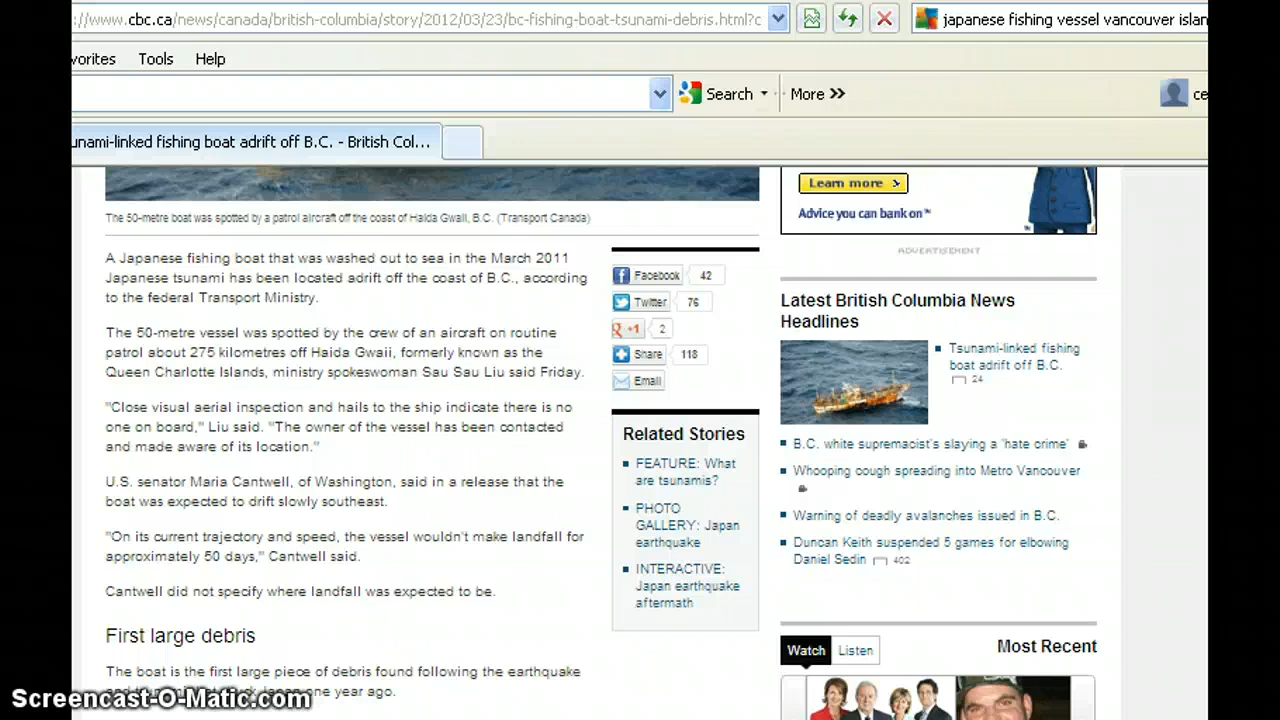 ://www.cbc.ca/news/canada/british-columbia/story/2012/03/23/bc-fishing-boat-tsunami-debris.html?c
japanese fishing vessel vancouver islan
vorites Tools Help
Search More
ce
unami-linked fishing boat adrift off B.C. - British Col...
The 50-metre boat was spotted by a patrol aircraft off the coast of Haida Gwaii, B.C. (Transport Canada)
A Japanese fishing boat that was washed out to sea in the March 2011
Japanese tsunami has been located adrift off the coast of B.C., according
to the federal Transport Ministry.
The 50-metre vessel was spotted by the crew of an aircraft on routine
patrol about 275 kilometres off Haida Gwaii, formerly known as the
Queen Charlotte Islands, ministry spokeswoman Sau Sau Liu said Friday.
"Close visual aerial inspection and hails to the ship indicate there is no
one on board," Liu said. "The owner of the vessel has been contacted
and made aware of its location."
U.S. senator Maria Cantwell, of Washington, said in a release that the
boat was expected to drift slowly southeast.
"On its current trajectory and speed, the vessel wouldn't make landfall for
approximately 50 days," Cantwell said.
Cantwell did not specify where landfall was expected to be.
First large debris
The boat is the first large piece of debris found following the earthquake
one year ago.
Facebook 42
Twitter 76
+1 2
Share 118
Email
Related Stories
FEATURE: What
are tsunamis?
PHOTO
GALLERY: Japan
earthquake
INTERACTIVE:
Japan earthquake
aftermath
Learn more >
Advice you can bank on™
ADVERTISEMENT
Latest British Columbia News
Headlines
Tsunami-linked fishing
boat adrift off B.C.
24
B.C. white supremacist's slaying a 'hate crime'
Whooping cough spreading into Metro Vancouver
Warning of deadly avalanches issued in B.C.
Duncan Keith suspended 5 games for elbowing
Daniel Sedin 402
Watch Listen Most Recent
Screencast-O-Matic.com